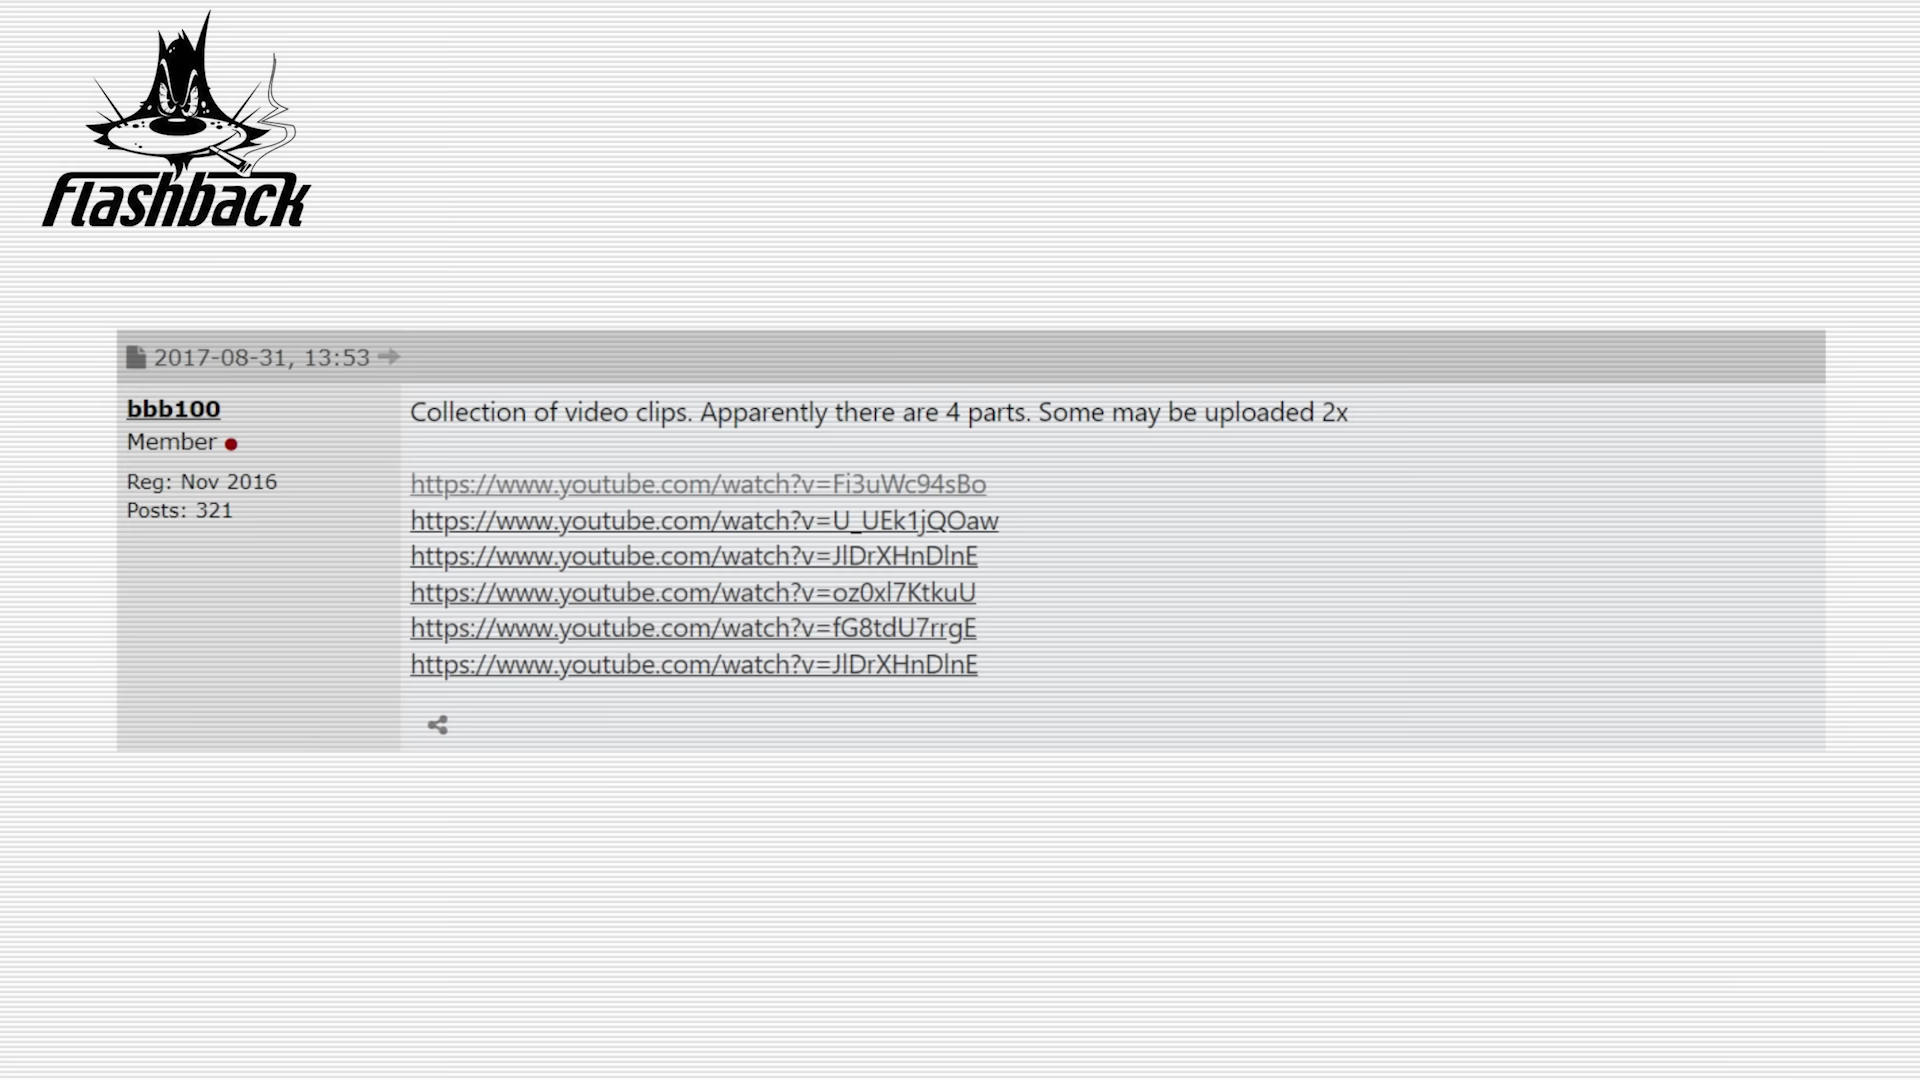 flashback
2017-08-31, 13:53
bbb100
Member
Reg: Nov 2016
Posts: 321
Collection of video clips. Apparently there are 4 parts. Some may be uploaded 2x
https://www.youtube.com/watch?v=Fi3uWc94sBo
https://www.youtube.com/watch?v=U_UEk1jQOaw
https://www.youtube.com/watch?v=JlDrXHnDlnE
https://www.youtube.com/watch?v=oz0xl7KtkuU
https://www.youtube.com/watch?v=fG8tdU7rrgE
https://www.youtube.com/watch?v=JlDrXHnDlnE